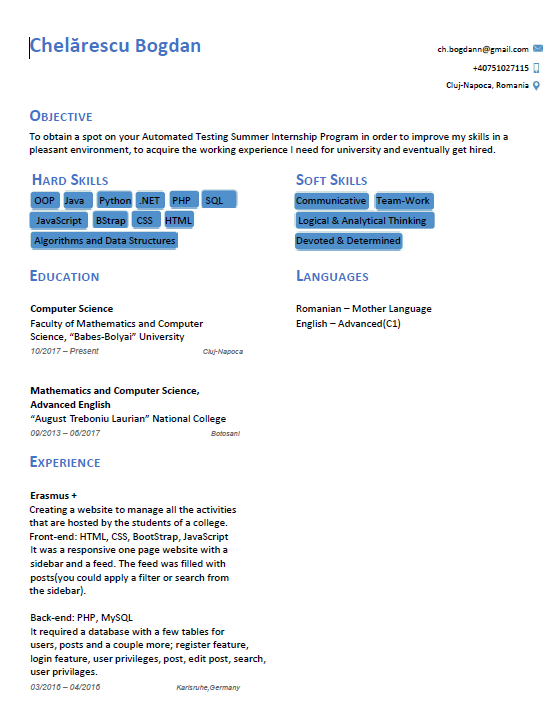 Chelărescu Bogdan
ch.bogdann@gmail.com
+40751027115
Cluj-Napoca, Romania
OBJECTIVE
To obtain a spot on your Automated Testing Summer Internship Program in order to improve my skills in a
pleasant environment, to acquire the working experience I need for university and eventually get hired.
HARD SKILLS
OOP Java Python .NET PHP SQL
JavaScript BStrap CSS HTML
Algorithms and Data Structures
SOFT SKILLS
Communicative Team-Work
Logical & Analytical Thinking
Devoted & Determined
EDUCATION
Computer Science
Faculty of Mathematics and Computer
Science, “Babes-Bolyai” University
10/2017 – Present Cluj-Napoca
Mathematics and Computer Science,
Advanced English
“August Treboniu Laurian” National College
09/2013 – 06/2017 Botosani
LANGUAGES
Romanian – Mother Language
English – Advanced(C1)
EXPERIENCE
Erasmus +
Creating a website to manage all the activities
that are hosted by the students of a college.
Front-end: HTML, CSS, BootStrap, JavaScript
It was a responsive one page website with a
sidebar and a feed. The feed was filled with
posts(you could apply a filter or search from
the sidebar).
Back-end: PHP, MySQL
It required a database with a few tables for
users, posts and a couple more; register feature,
login feature, user privileges, post, edit post, search,
user privilages.
03/2016 – 04/2016 Karlsruhe,Germany